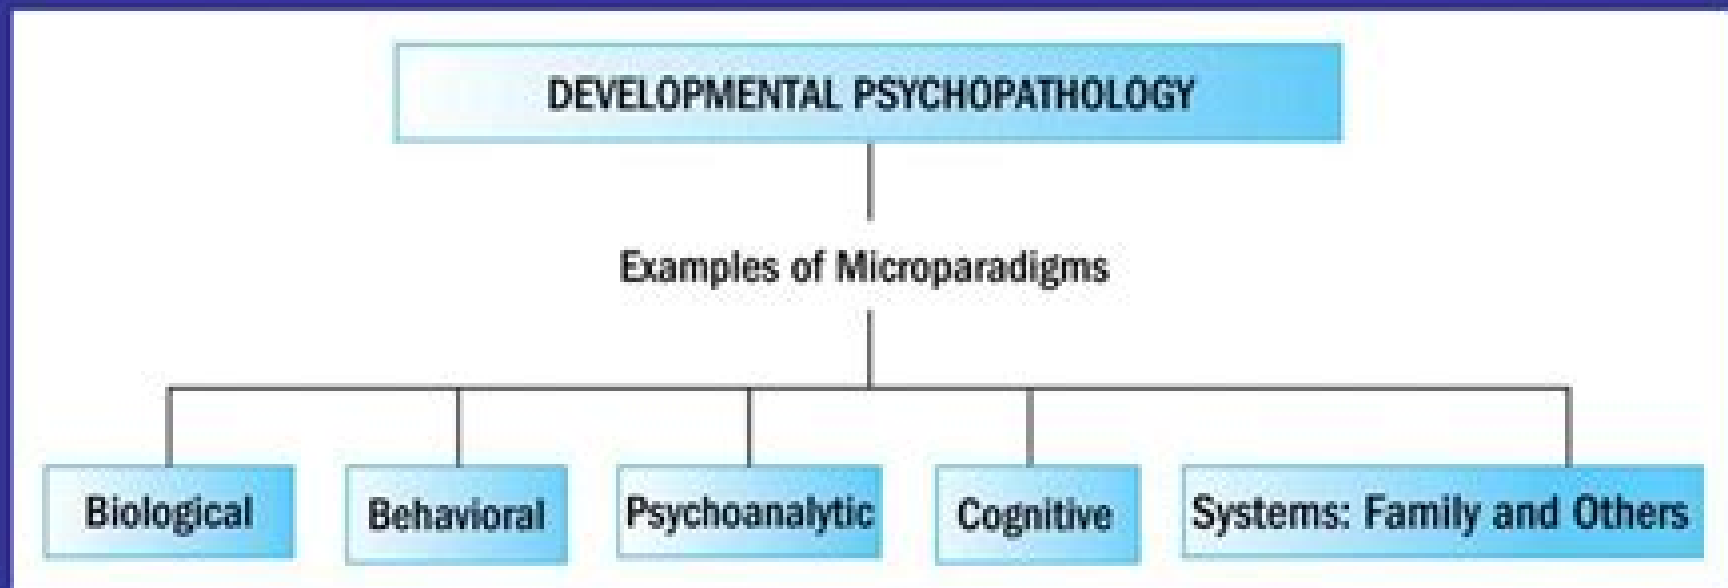 DEVELOPMENTAL PSYCHOPATHOLOGY
Examples of Microparadigms
Biological
Behavioral
Psychoanalytic
Cognitive
Systems: Family and Others